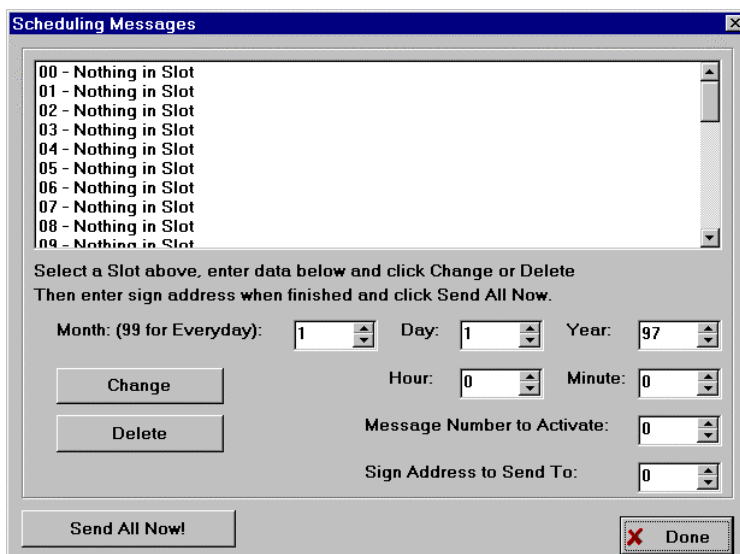 Scheduling Messages
00 - Nothing in Slot
01 - Nothing in Slot
02 - Nothing in Slot
03 - Nothing in Slot
04 - Nothing in Slot
05 - Nothing in Slot
06 - Nothing in Slot
07 - Nothing in Slot
08 - Nothing in Slot
09 - Nothing in Slot
Select a Slot above, enter data below and click Change or Delete
Then enter sign address when finished and click Send All Now.
Month: (99 for Everyday): 1 Day: 1 Year: 97
Change Hour: 0 Minute: 0
Delete Message Number to Activate: 0
Sign Address to Send To: 0
Send All Now! Done